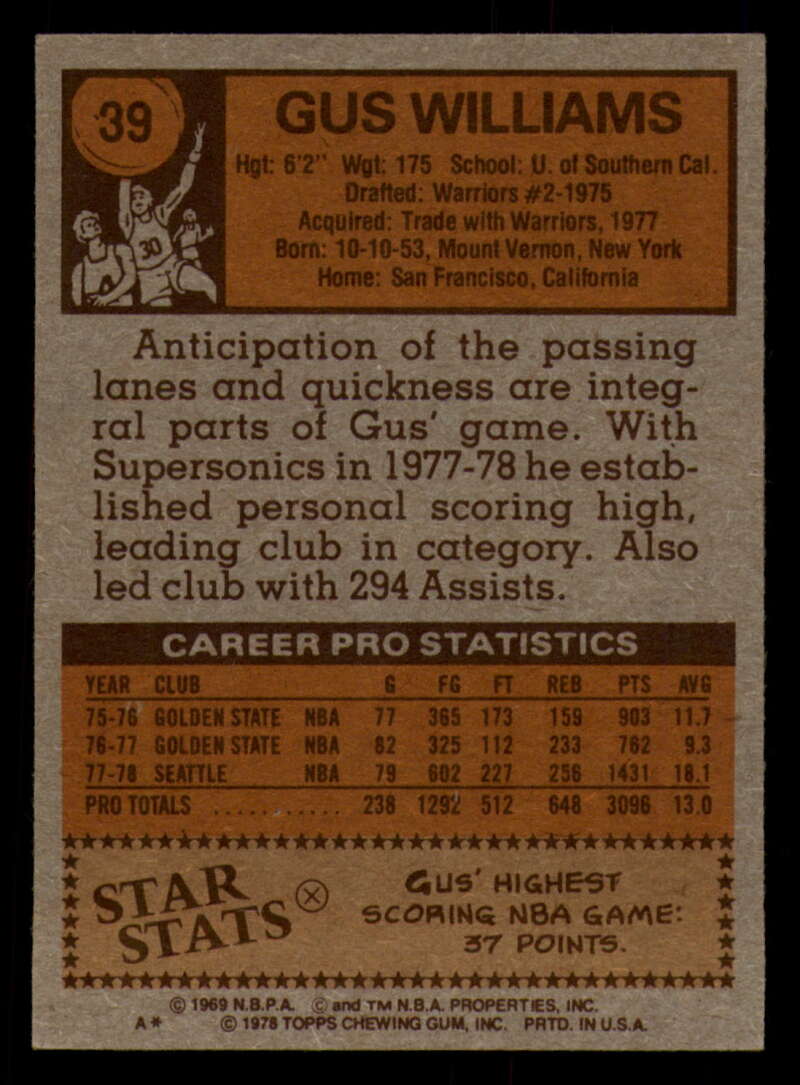 39
30
GUS WILLIAMS
Hgt: 6'2" Wgt: 175 School: U. of Southern Cal.
Drafted: Warriors #2-1975
Acquired: Trade with Warriors, 1977
Born: 10-10-53, Mount Vernon, New York
Home: San Francisco, California
Anticipation of the passing
lanes and quickness are integ-
ral parts of Gus' game. With
Supersonics in 1977-78 he estab-
lished personal scoring high,
leading club in category. Also
led club with 294 Assists.
CAREER PRO STATISTICS
YEAR CLUB G FG FT REB PTS AVG
75-76 GOLDEN STATE NBA 77 365 173 159 903 11.7
76-77 GOLDEN STATE NBA 82 325 112 233 762 9.3
77-78 SEATTLE NBA 79 602 227 256 1431 18.1
PRO TOTALS ............ 238 1292 512 648 3096 13.0
STAR
STATS
GUS' HIGHEST
SCORING NBA GAME:
37 POINTS.
© 1969 N.B.P.A. © and TM N.B.A. PROPERTIES, INC.
A* © 1978 TOPPS CHEWING GUM, INC. PRTD. IN U.S.A.